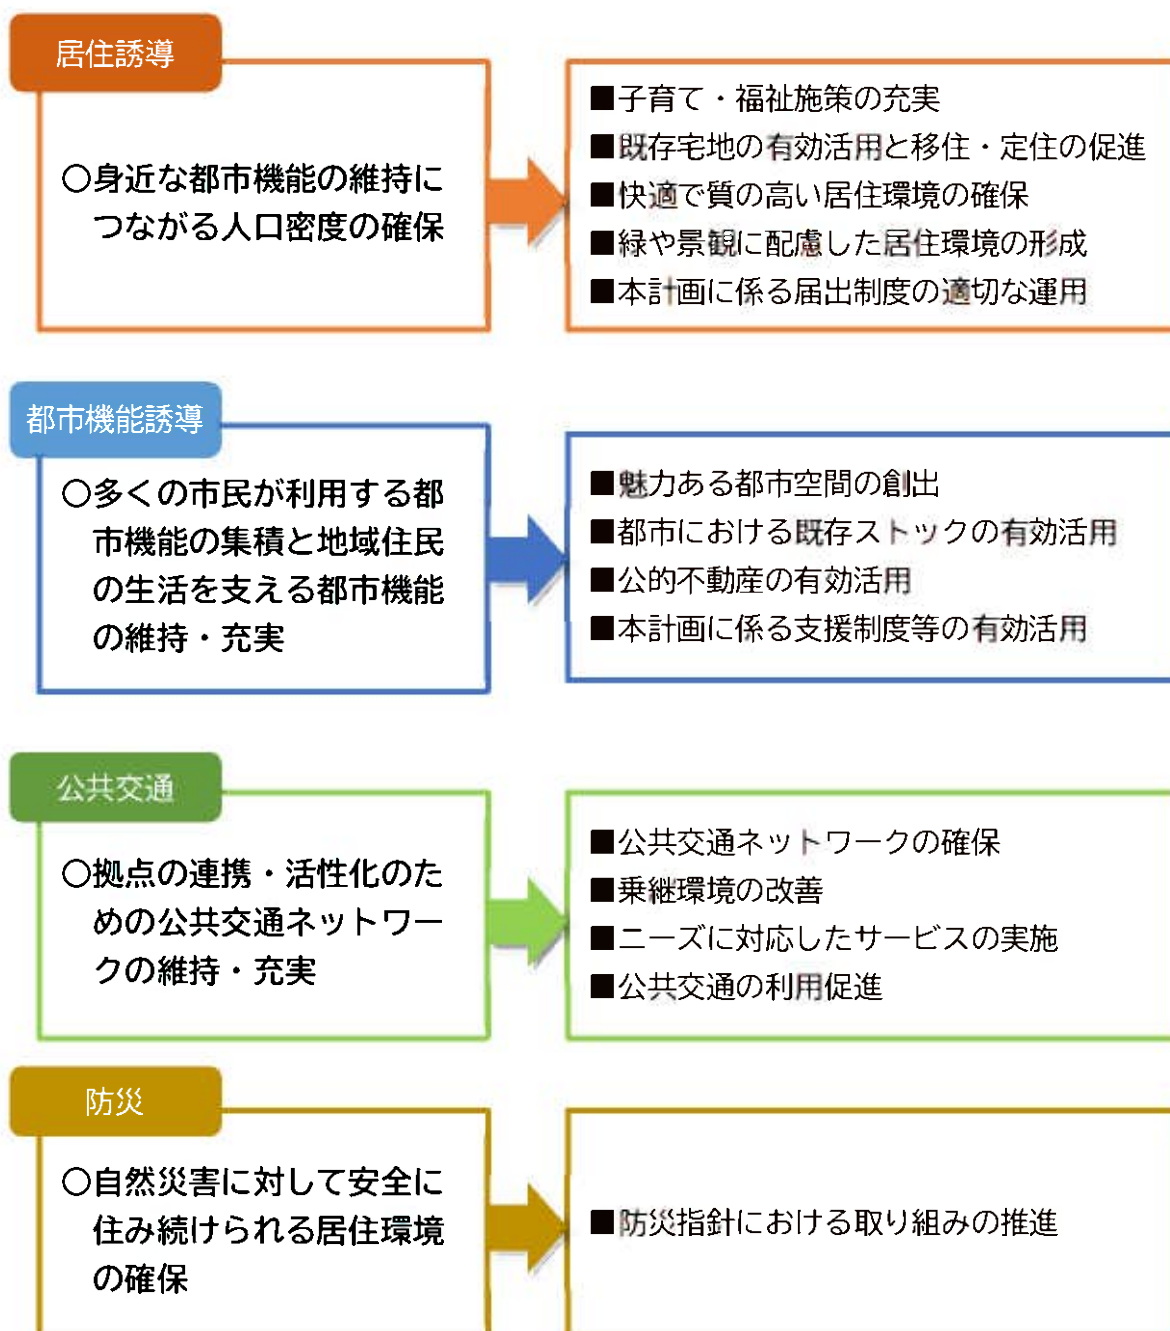 居住誘導
○身近な都市機能の維持に
つながる人口密度の確保
■子育て・福祉施策の充実
■既存宅地の有効活用と移住・定住の促進
■快適で質の高い居住環境の確保
■緑や景観に配慮した居住環境の形成
■本計画に係る届出制度の適切な運用
都市機能誘導
○多くの市民が利用する都
市機能の集積と地域住民
の生活を支える都市機能
の維持・充実
■魅力ある都市空間の創出
■都市における既存ストックの有効活用
■公的不動産の有効活用
■本計画に係る支援制度等の有効活用
公共交通
○拠点の連携・活性化のた
めの公共交通ネットワー
クの維持・充実
■公共交通ネットワークの確保
■乗継環境の改善
■ニーズに対応したサービスの実施
■公共交通の利用促進
防災
○自然災害に対して安全に
住み続けられる居住環境
の確保
■防災指針における取り組みの推進